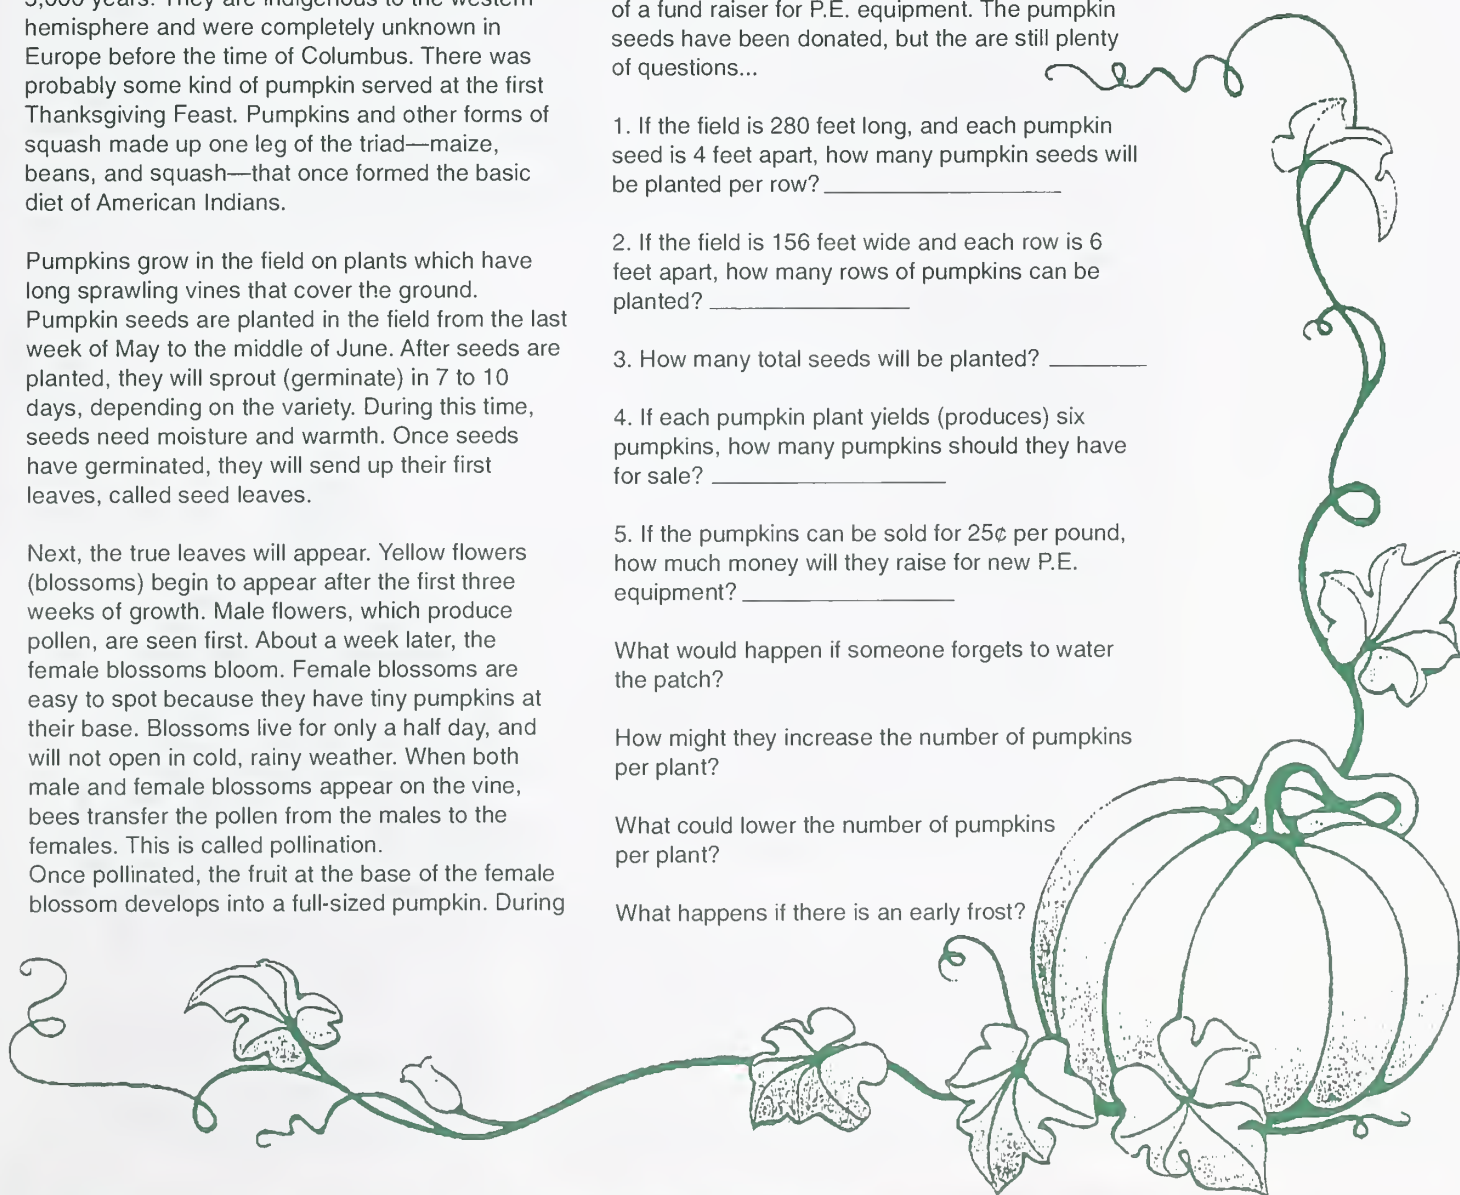 hemisphere and were completely unknown in
Europe before the time of Columbus. There was
probably some kind of pumpkin served at the first
Thanksgiving Feast. Pumpkins and other forms of
squash made up one leg of the triad—maize,
beans, and squash—that once formed the basic
diet of American Indians.

Pumpkins grow in the field on plants which have
long sprawling vines that cover the ground.
Pumpkin seeds are planted in the field from the last
week of May to the middle of June. After seeds are
planted, they will sprout (germinate) in 7 to 10
days, depending on the variety. During this time,
seeds need moisture and warmth. Once seeds
have germinated, they will send up their first
leaves, called seed leaves.

Next, the true leaves will appear. Yellow flowers
(blossoms) begin to appear after the first three
weeks of growth. Male flowers, which produce
pollen, are seen first. About a week later, the
female blossoms bloom. Female blossoms are
easy to spot because they have tiny pumpkins at
their base. Blossoms live for only a half day, and
will not open in cold, rainy weather. When both
male and female blossoms appear on the vine,
bees transfer the pollen from the males to the
females. This is called pollination.
Once pollinated, the fruit at the base of the female
blossom develops into a full-sized pumpkin. During

of a fund raiser for P.E. equipment. The pumpkin
seeds have been donated, but the are still plenty
of questions...

1. If the field is 280 feet long, and each pumpkin
seed is 4 feet apart, how many pumpkin seeds will
be planted per row?

2. If the field is 156 feet wide and each row is 6
feet apart, how many rows of pumpkins can be
planted?

3. How many total seeds will be planted?

4. If each pumpkin plant yields (produces) six
pumpkins, how many pumpkins should they have
for sale?

5. If the pumpkins can be sold for 25¢ per pound,
how much money will they raise for new P.E.
equipment?

What would happen if someone forgets to water
the patch?

How might they increase the number of pumpkins
per plant?

What could lower the number of pumpkins
per plant?

What happens if there is an early frost?